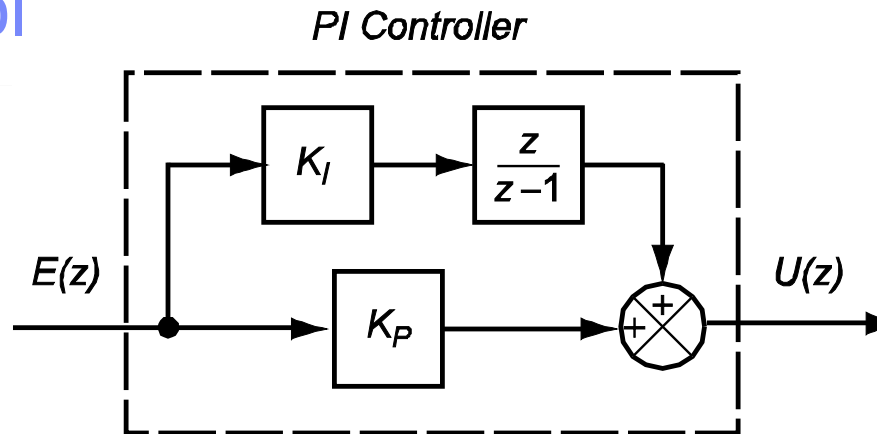 PI Controller
K_I
z
z – 1
E(z)
U(z)
+
+
K_P